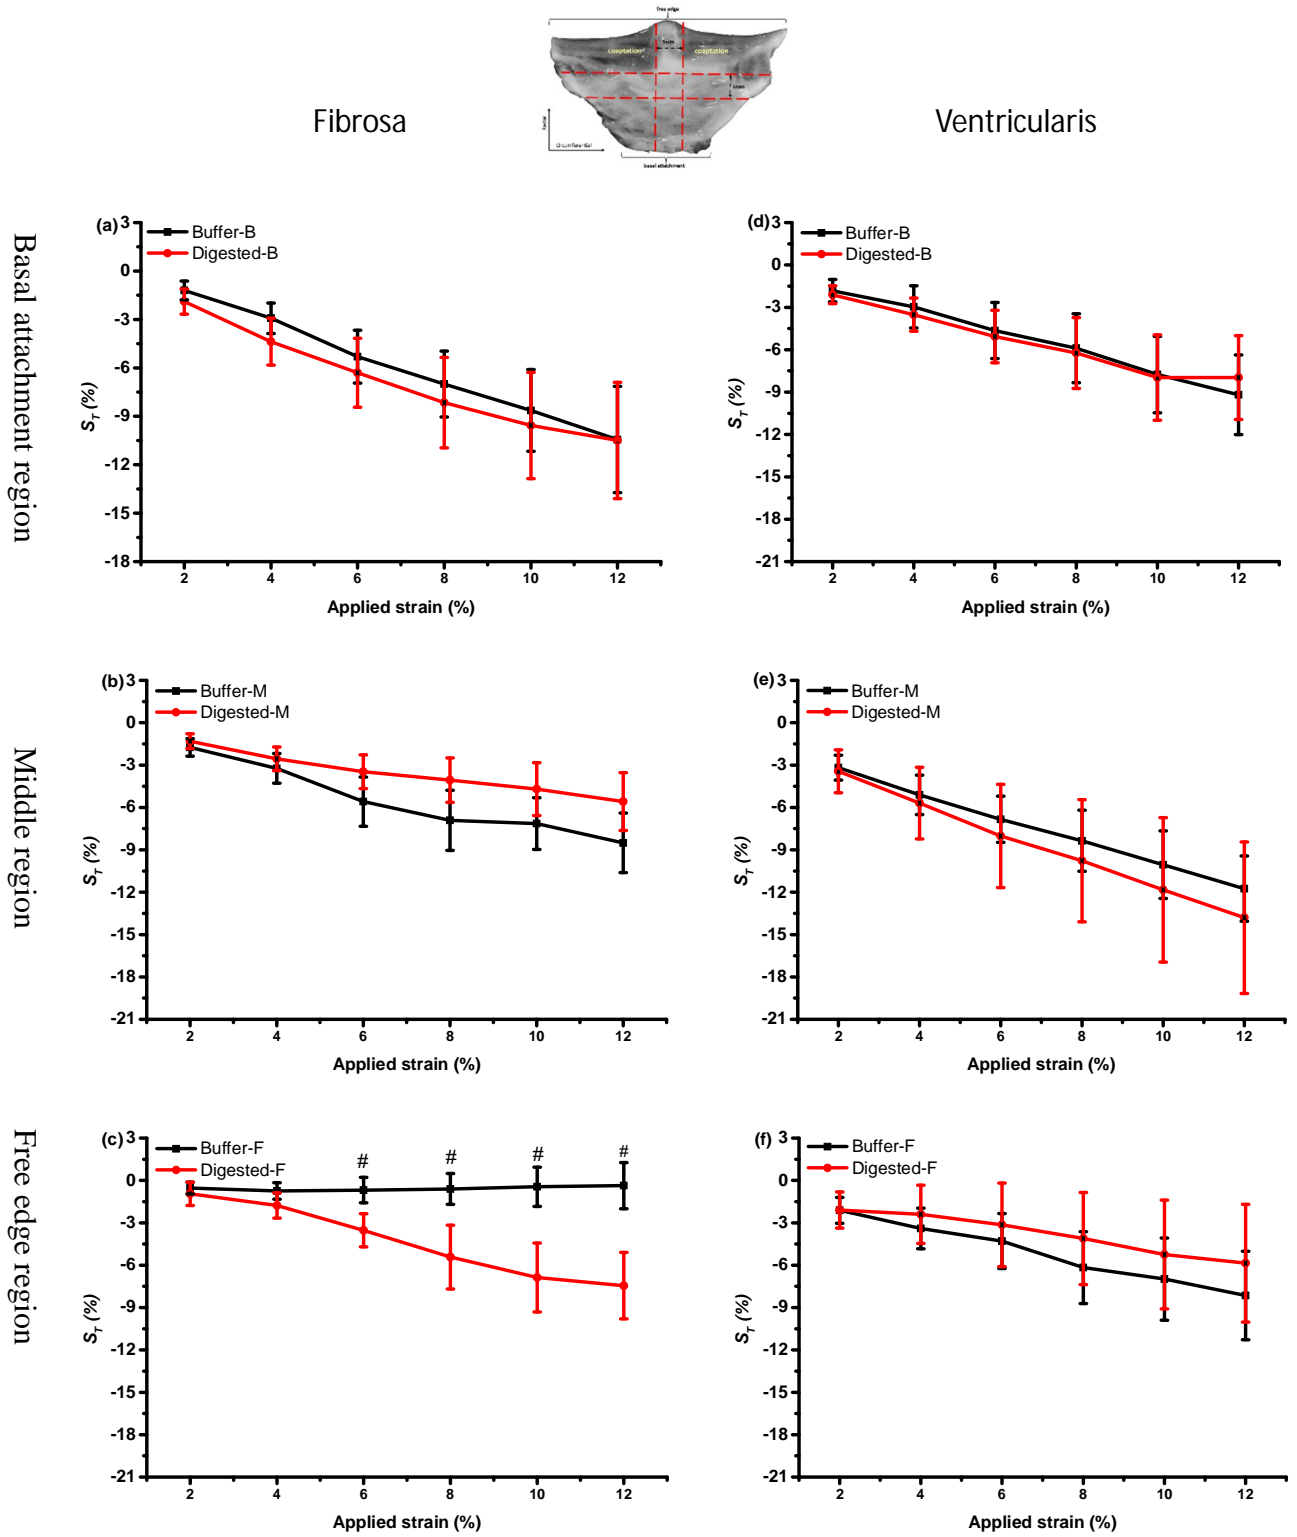 Free edge
5mm
coaptation
coaptation
5mm
Radial
Circumferential
basal attachment
Fibrosa
Ventricularis
Basal attachment region
(a)
Buffer-B
Digested-B
3
0
-3
-6
-9
-12
-15
-18
S_T (%)
2 4 6 8 10 12
Applied strain (%)
(d)
Buffer-B
Digested-B
3
0
-3
-6
-9
-12
-15
-18
-21
S_T (%)
2 4 6 8 10 12
Applied strain (%)
Middle region
(b)
Buffer-M
Digested-M
3
0
-3
-6
-9
-12
-15
-18
-21
S_T (%)
2 4 6 8 10 12
Applied strain (%)
(e)
Buffer-M
Digested-M
3
0
-3
-6
-9
-12
-15
-18
-21
S_T (%)
2 4 6 8 10 12
Applied strain (%)
Free edge region
(c)
Buffer-F
Digested-F
# # # #
3
0
-3
-6
-9
-12
-15
-18
-21
S_T (%)
2 4 6 8 10 12
Applied strain (%)
(f)
Buffer-F
Digested-F
3
0
-3
-6
-9
-12
-15
-18
-21
S_T (%)
2 4 6 8 10 12
Applied strain (%)